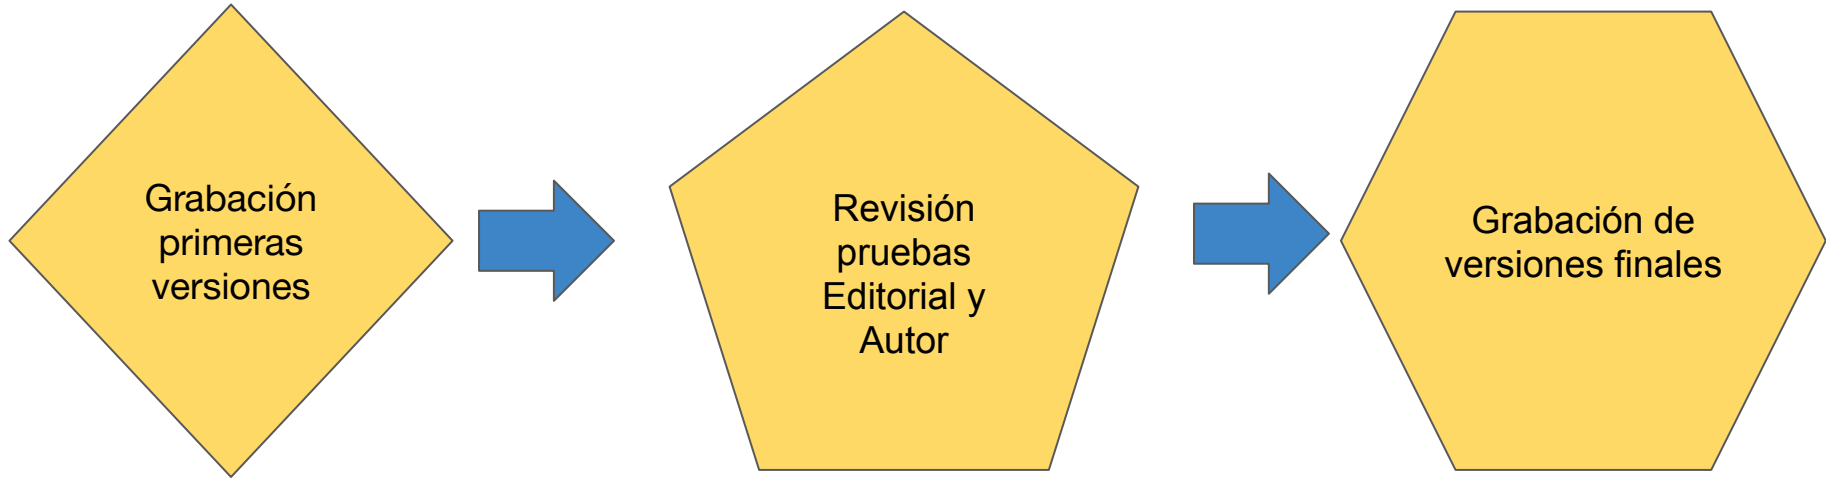 Grabación
primeras
versiones
Revisión
pruebas
Editorial y
Autor
Grabación de
versiones finales